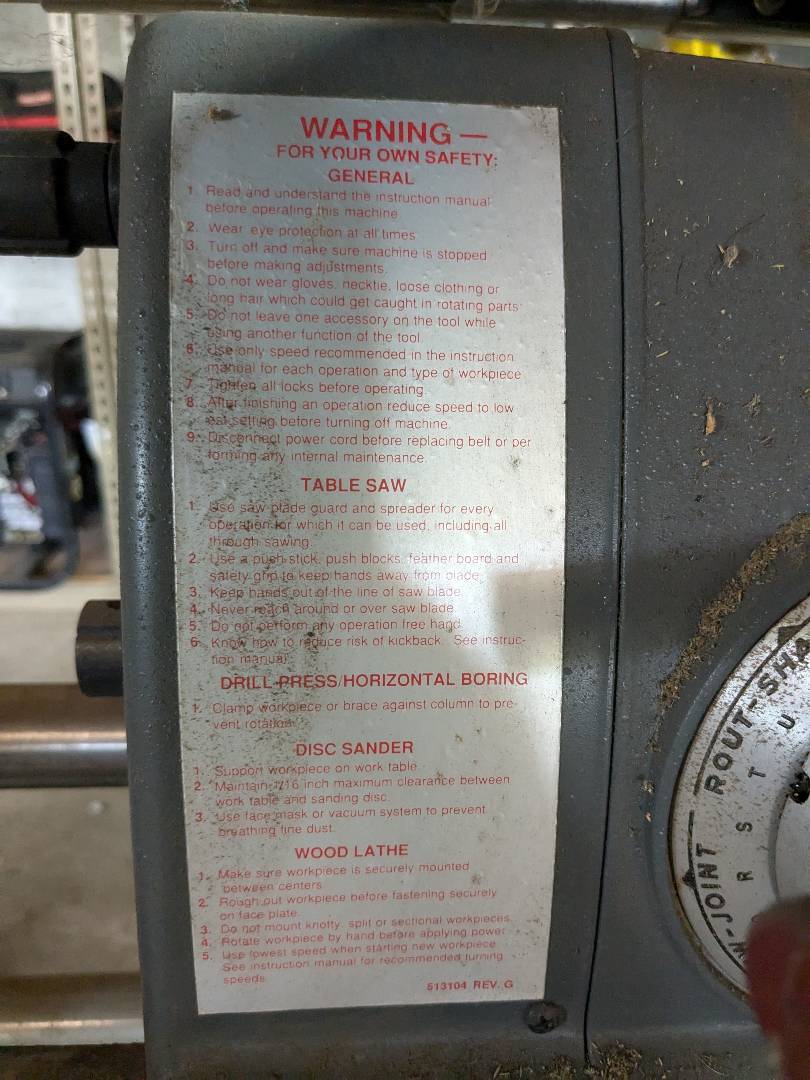 WARNING —
FOR YOUR OWN SAFETY:
GENERAL
1. Read and understand the instruction manual
before operating this machine.
2. Wear eye protection at all times
3. Turn off and make sure machine is stopped
before making adjustments.
4. Do not wear gloves, necktie, loose clothing or
long hair which could get caught in rotating parts.
5. Do not leave one accessory on the tool while
using another function of the tool.
6. Use only speed recommended in the instruction
manual for each operation and type of workpiece
7. Tighten all locks before operating.
8. After finishing an operation reduce speed to low
est setting before turning off machine.
9. Disconnect power cord before replacing belt or per
forming any internal maintenance.
TABLE SAW
1. Use saw blade guard and spreader for every
operation for which it can be used, including all
through sawing.
2. Use a push stick, push blocks, feather board and
safety grip to keep hands away from blade.
3. Keep hands out of the line of saw blade.
4. Never reach around or over saw blade.
5. Do not perform any operation free hand.
6. Know how to reduce risk of kickback. See instruc-
tion manual.
DRILL PRESS/HORIZONTAL BORING
1. Clamp workpiece or brace against column to pre-
vent rotation.
DISC SANDER
1. Support workpiece on work table.
2. Maintain 1/16 inch maximum clearance between
work table and sanding disc.
3. Use face mask or vacuum system to prevent
breathing fine dust.
WOOD LATHE
1. Make sure workpiece is securely mounted
between centers
2. Rough out workpiece before fastening securely
on face plate.
3. Do not mount knotty, split or sectional workpieces.
4. Rotate workpiece by hand before applying power
5. Use lowest speed when starting new workpiece.
See instruction manual for recommended turning
speeds.
513104 REV. G
W-JOINT ROUT-SHA
R S T U